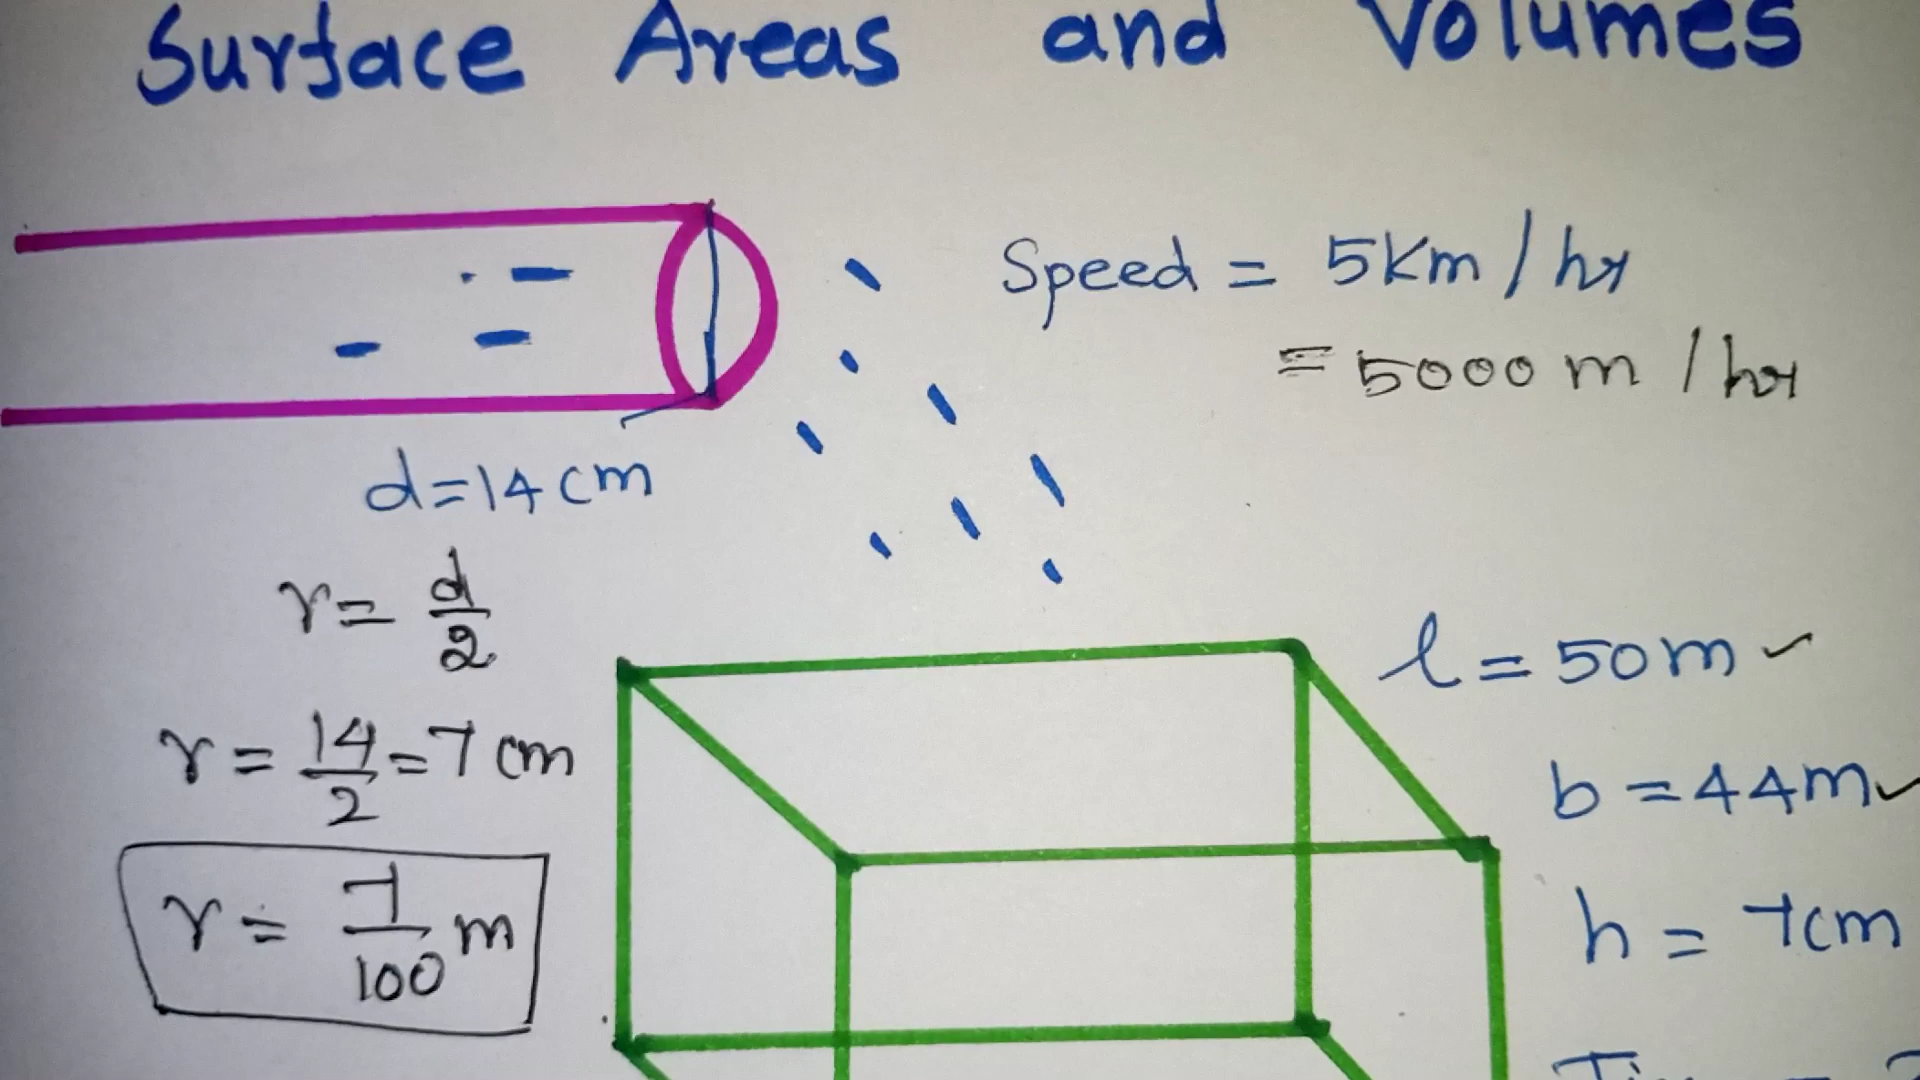 Surface Areas and Volumes
Speed = 5Km/hr
= 5000 m/hr
d=14cm
r= d/2
r= 14/2 =7 cm
r= 7/100 m
l=50m
b=44m
h=7cm